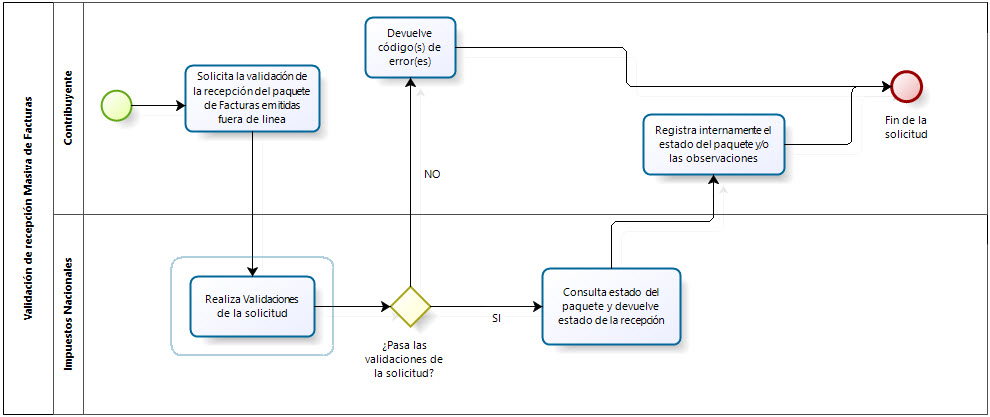 Validación de recepción Masiva de Facturas
Contribuyente
Solicita la validación de
la recepción del paquete
de Facturas emitidas
fuera de linea
Devuelve
código(s) de
error(es)
Registra internamente el
estado del paquete y/o
las observaciones
Fin de la
solicitud
NO
Impuestos Nacionales
Realiza Validaciones
de la solicitud
¿Pasa las
validaciones de
la solicitud?
SI
Consulta estado del
paquete y devuelve
estado de la recepción